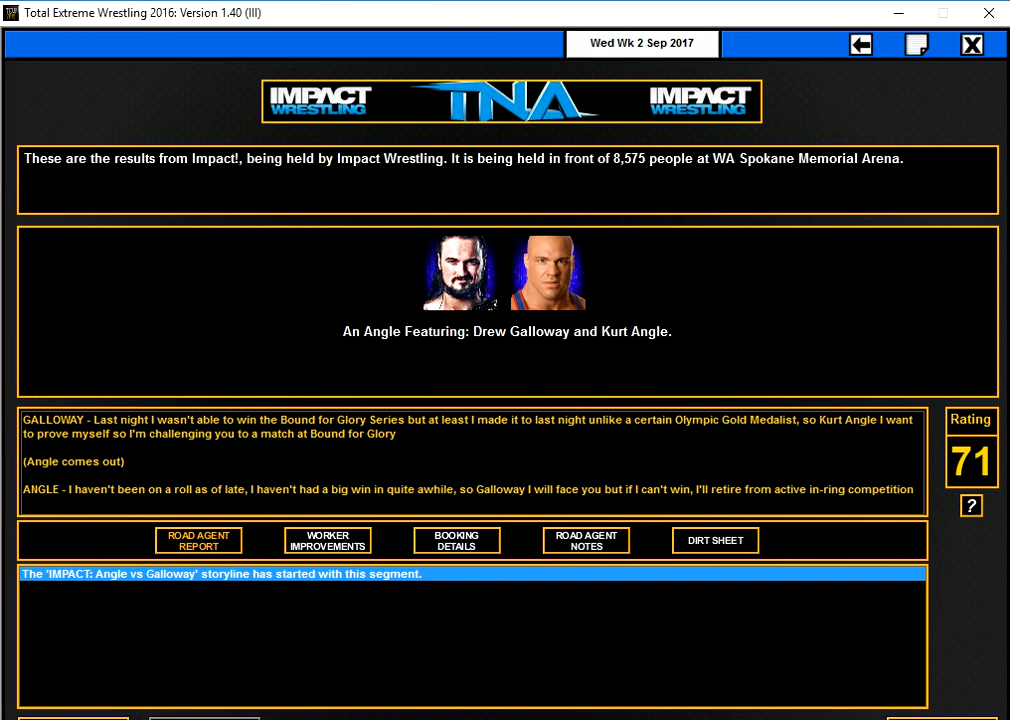 Total Extreme Wrestling 2016: Version 1.40 (III)
Wed Wk 2 Sep 2017
IMPACT WRESTLING TNA IMPACT WRESTLING
These are the results from Impact!, being held by Impact Wrestling. It is being held in front of 8,575 people at WA Spokane Memorial Arena.
An Angle Featuring: Drew Galloway and Kurt Angle.
GALLOWAY - Last night I wasn't able to win the Bound for Glory Series but at least I made it to last night unlike a certain Olympic Gold Medalist, so Kurt Angle I want
to prove myself so I'm challenging you to a match at Bound for Glory
(Angle comes out)
ANGLE - I haven't been on a roll as of late, I haven't had a big win in quite awhile, so Galloway I will face you but if I can't win, I'll retire from active in-ring competition
Rating
71
?
ROAD AGENT
REPORT
WORKER
IMPROVEMENTS
BOOKING
DETAILS
ROAD AGENT
NOTES
DIRT SHEET
The 'IMPACT: Angle vs Galloway' storyline has started with this segment.